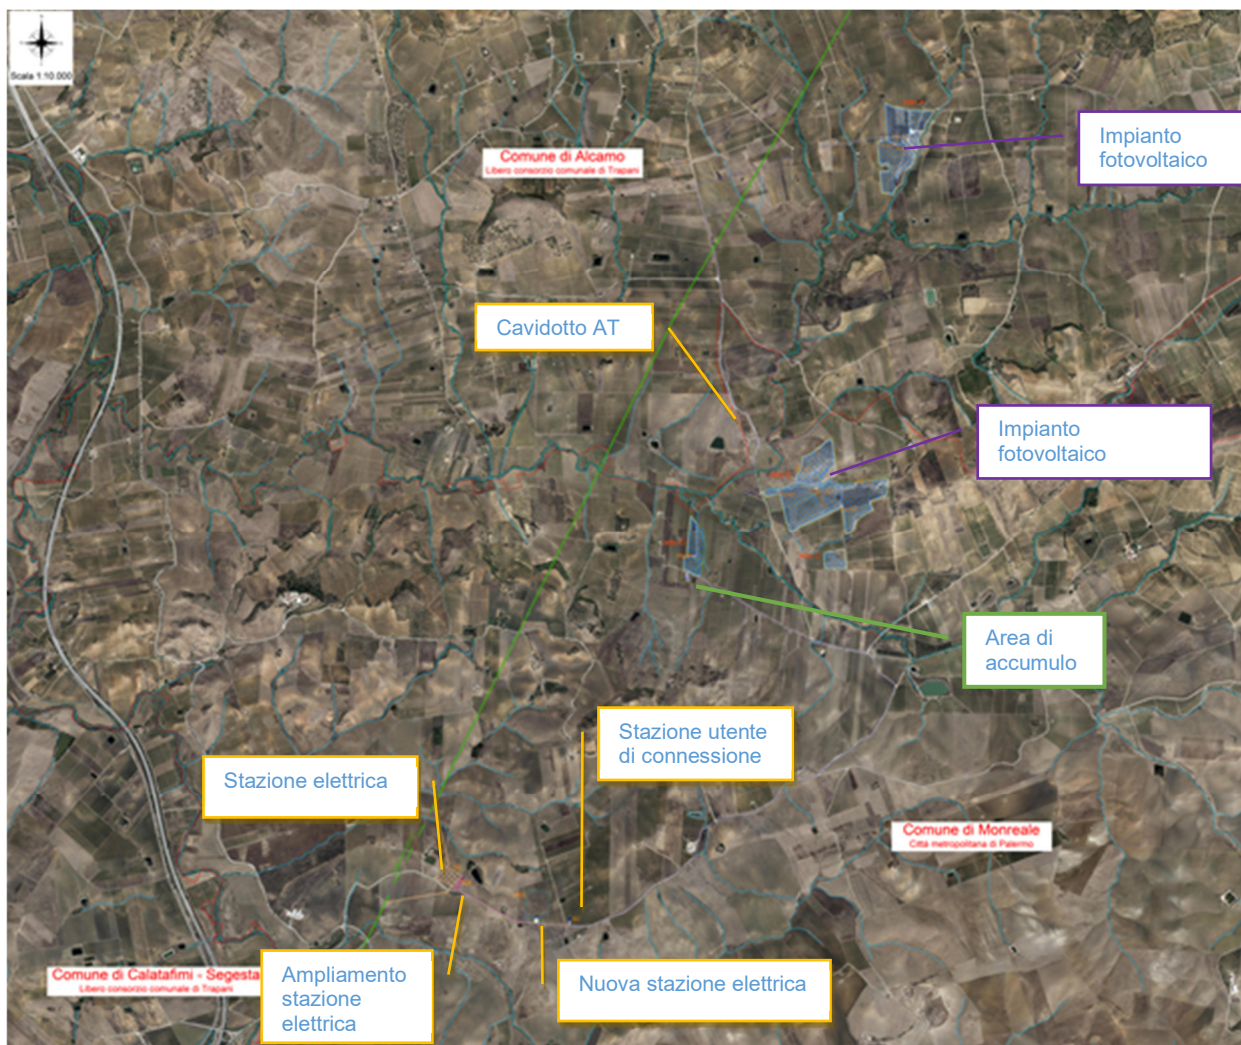 Scala 1:10.000
Comune di Alcamo
Libero consorzio comunale di Trapani
Impianto
fotovoltaico
Cavidotto AT
Impianto
fotovoltaico
Area di
accumulo
Stazione utente
di connessione
Stazione elettrica
Comune di Monreale
Città metropolitana di Palermo
Comune di Calatafimi - Segesta
Libero consorzio comunale di Trapani
Ampliamento
stazione
elettrica
Nuova stazione elettrica